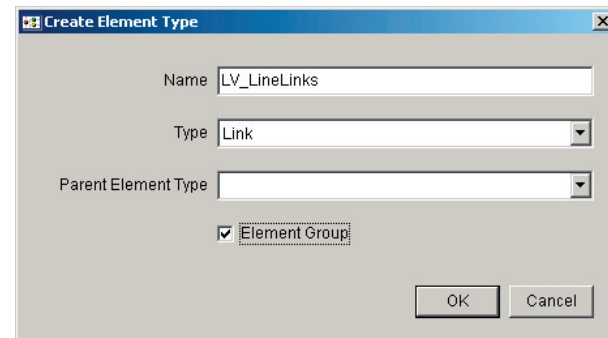 Create Element Type
Name LV_LineLinks
Type Link
Parent Element Type
Element Group
OK Cancel